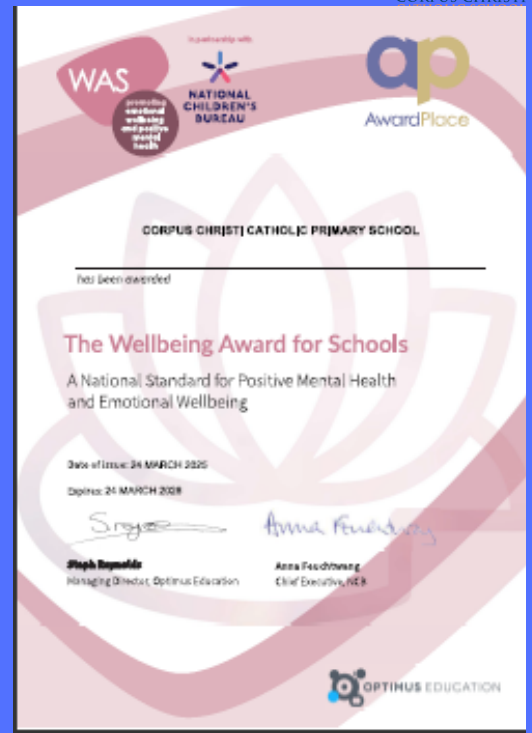 CORPUS CHRISTI
WAS
promoting
emotional
wellbeing
and positive
mental
health
in partnership with
NATIONAL
CHILDREN'S
BUREAU
ap
AwardPlace
CORPUS CHRISTI CATHOLIC PRIMARY SCHOOL
has been awarded
The Wellbeing Award for Schools
A National Standard for Positive Mental Health
and Emotional Wellbeing
Date of issue: 24 MARCH 2025
Expires: 24 MARCH 2028
Steph Reynolds
Anna Feuchtwang
Managing Director, Optimus Education
Chief Executive, NCB
OPTIMUS EDUCATION